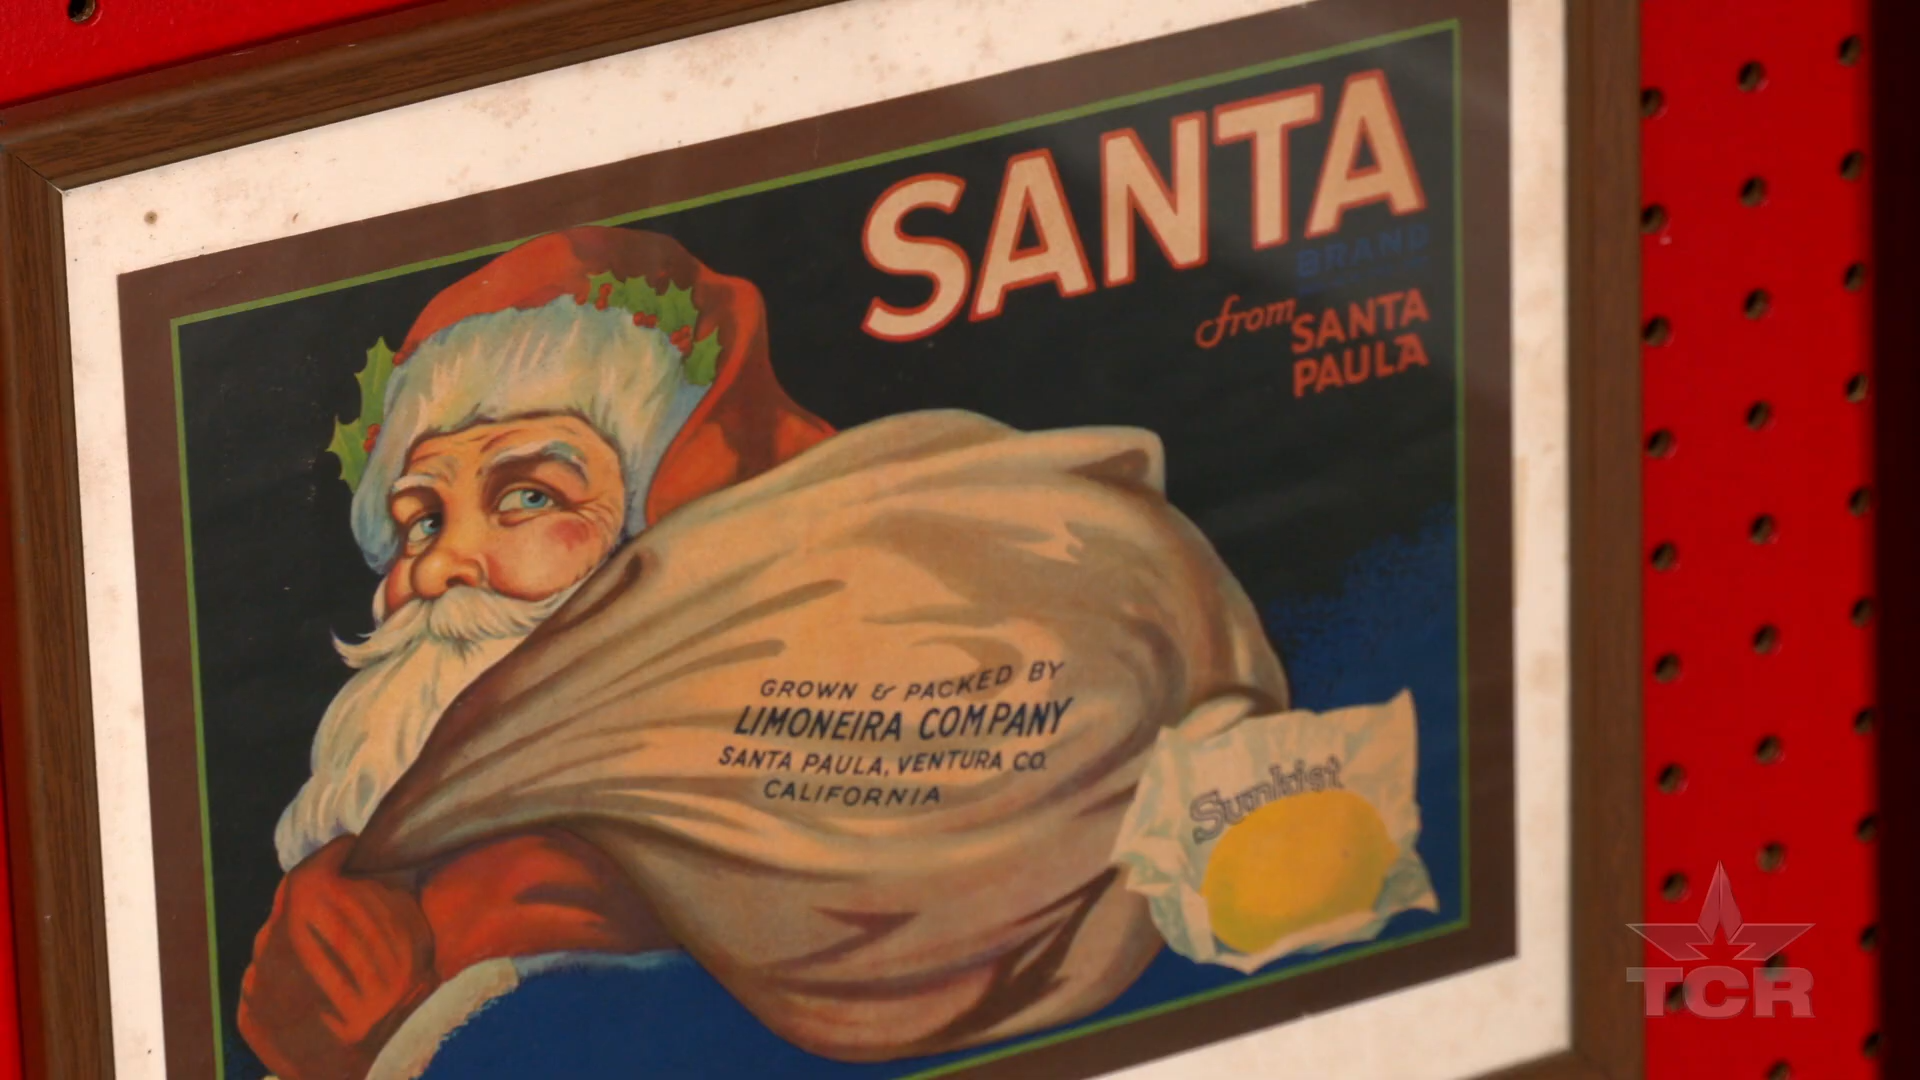 SANTA
BRAND
from SANTA
PAULA
GROWN & PACKED BY
LIMONEIRA COMPANY
SANTA PAULA, VENTURA CO.
CALIFORNIA
Sunkist
TCR